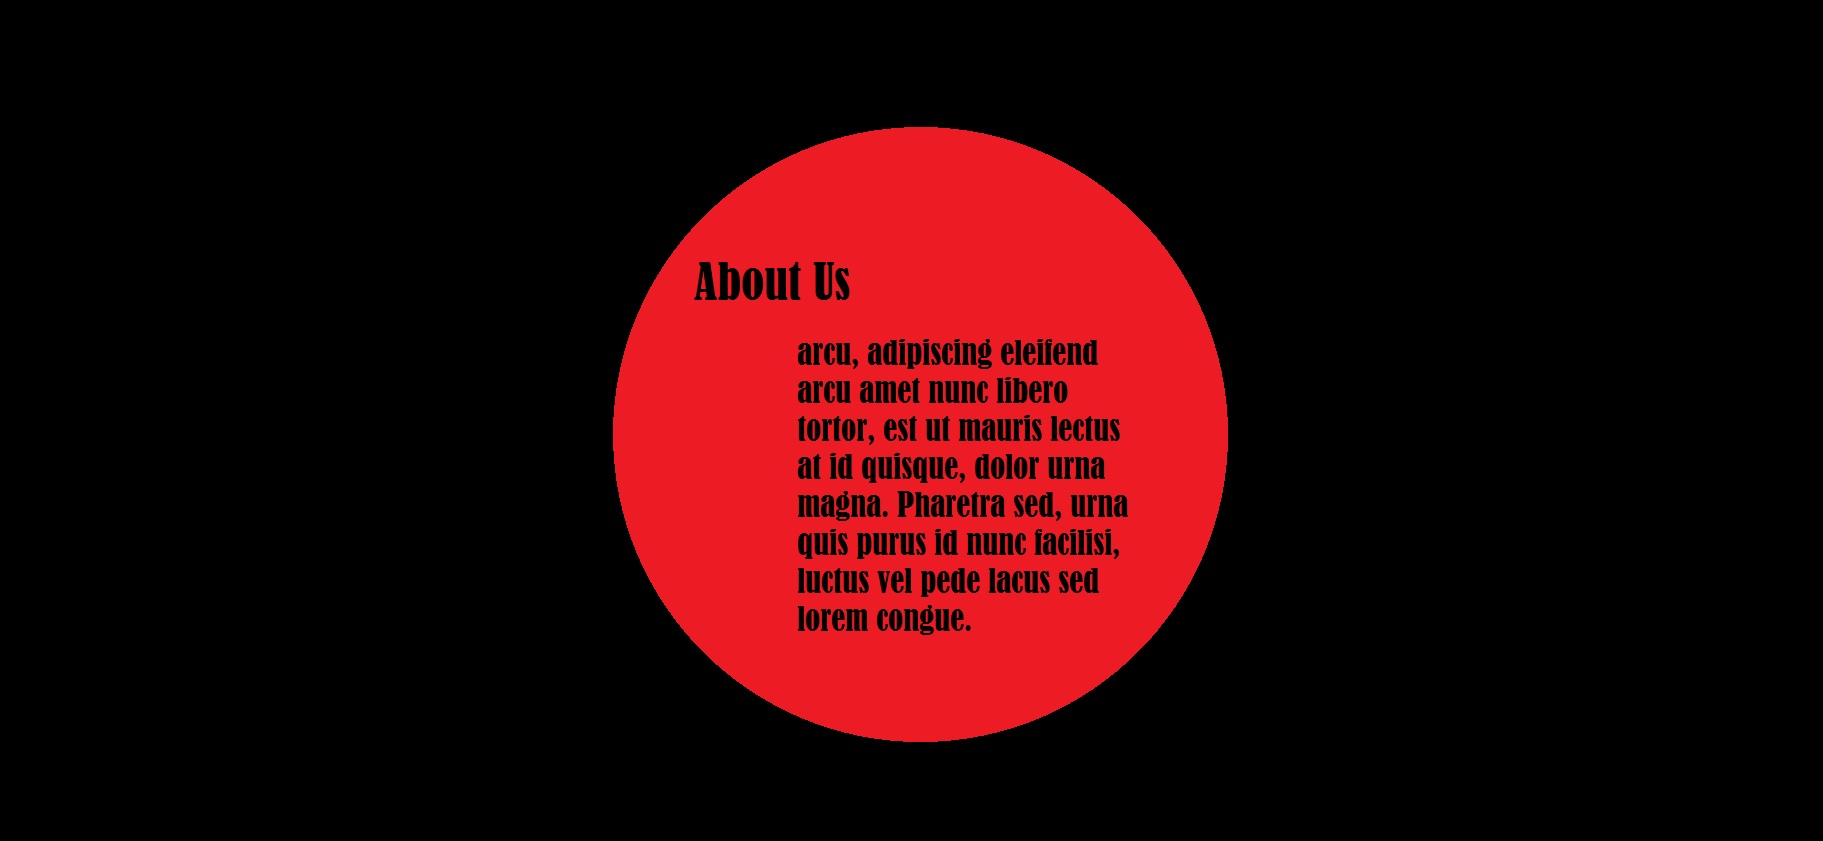 About Us
arcu, adipiscing eleifend
arcu amet nunc libero
tortor, est ut mauris lectus
at id quisque, dolor urna
magna. Pharetra sed, urna
quis purus id nunc facilisi,
luctus vel pede lacus sed
lorem congue.